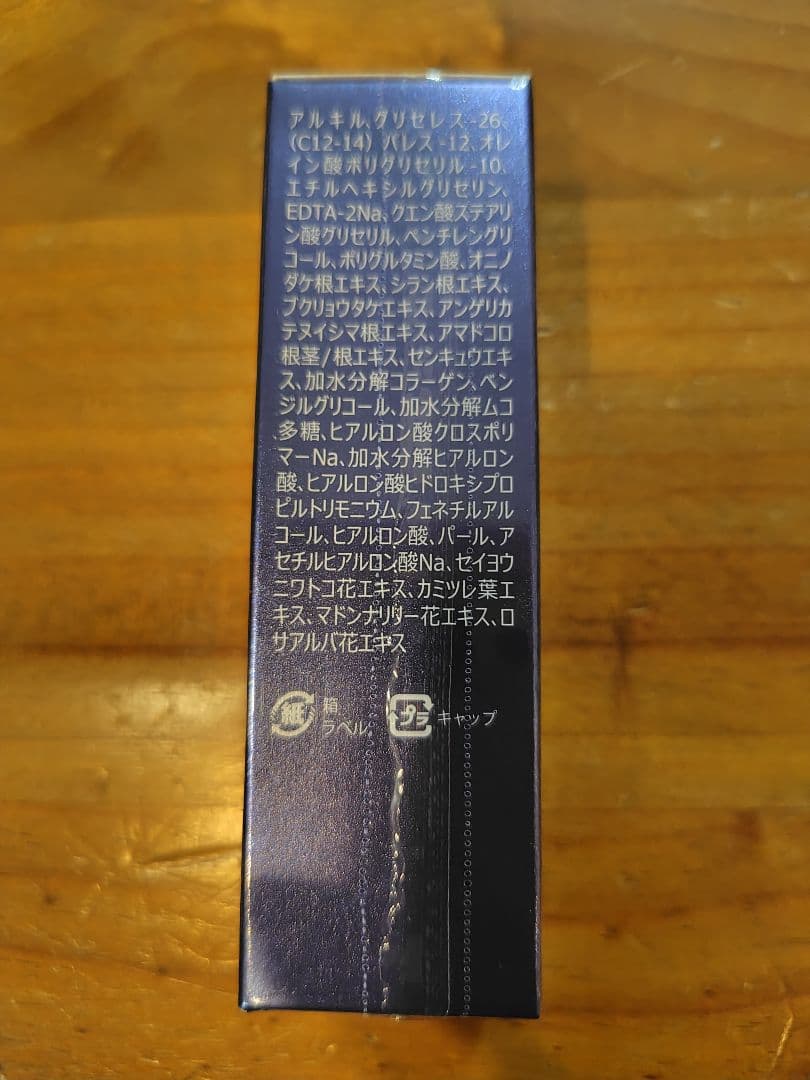 アルキル、グリセレス-26、
(C12-14) パレス-12、オレ
イン酸ポリグリセリル-10、
エチルヘキシルグリセリン、
EDTA-2Na、クエン酸ステアリ
ン酸グリセリル、ペンチレングリ
コール、ポリグルタミン酸、オニノ
ダケ根エキス、シラン根エキス、
ブクリョウタケエキス、アンゲリカ
テヌイシマ根エキス、アマドコロ
根茎/根エキス、センキュウエキ
ス、加水分解コラーゲン、ベン
ジルグリコール、加水分解ムコ
多糖、ヒアルロン酸クロスポリ
マーNa、加水分解ヒアルロン
酸、ヒアルロン酸ヒドロキシプロ
ピルトリモニウム、フェネチルアル
コール、ヒアルロン酸、パール、ア
セチルヒアルロン酸Na、セイヨウ
ニワトコ花エキス、カミツレ葉エ
キス、マドンナリリー花エキス、ロ
サアルバ花エキス
紙 箱 プラ キャップ
ラベル